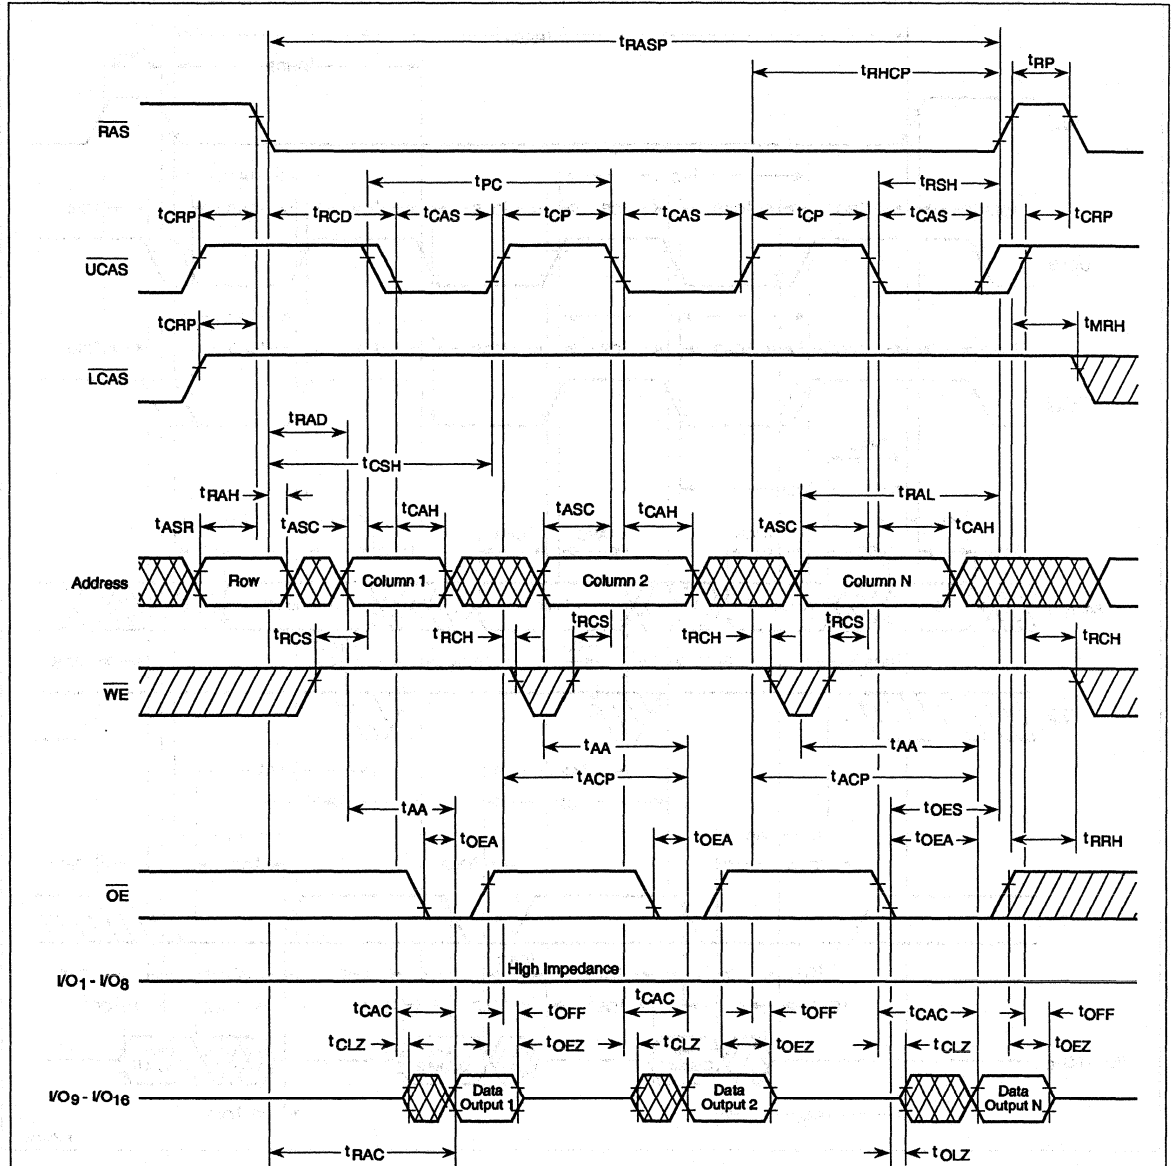 tRASP
tRHCP
tRP
RAS
tPC
tRSH
tCRP
tRCD
tCAS
tCP
tCAS
tCP
tCAS
tCRP
UCAS
tCRP
tMRH
LCAS
tRAD
tCSH
tRAH
tRAL
tASR
tASC
tCAH
tASC
tCAH
tASC
tCAH
Address
Row
Column 1
Column 2
Column N
tRCS
tRCH
tRCS
tRCH
tRCS
tRCH
WE
tAA
tAA
tACP
tACP
tAA
tOES
tOEA
tOEA
tOEA
tRRH
OE
High Impedance
I/O1 - I/O8
tCAC
tOFF
tCAC
tOFF
tCAC
tOFF
tCLZ
tOEZ
tCLZ
tOEZ
tCLZ
tOEZ
I/O9 - I/O16
Data
Output 1
Data
Output 2
Data
Output N
tRAC
tOLZ